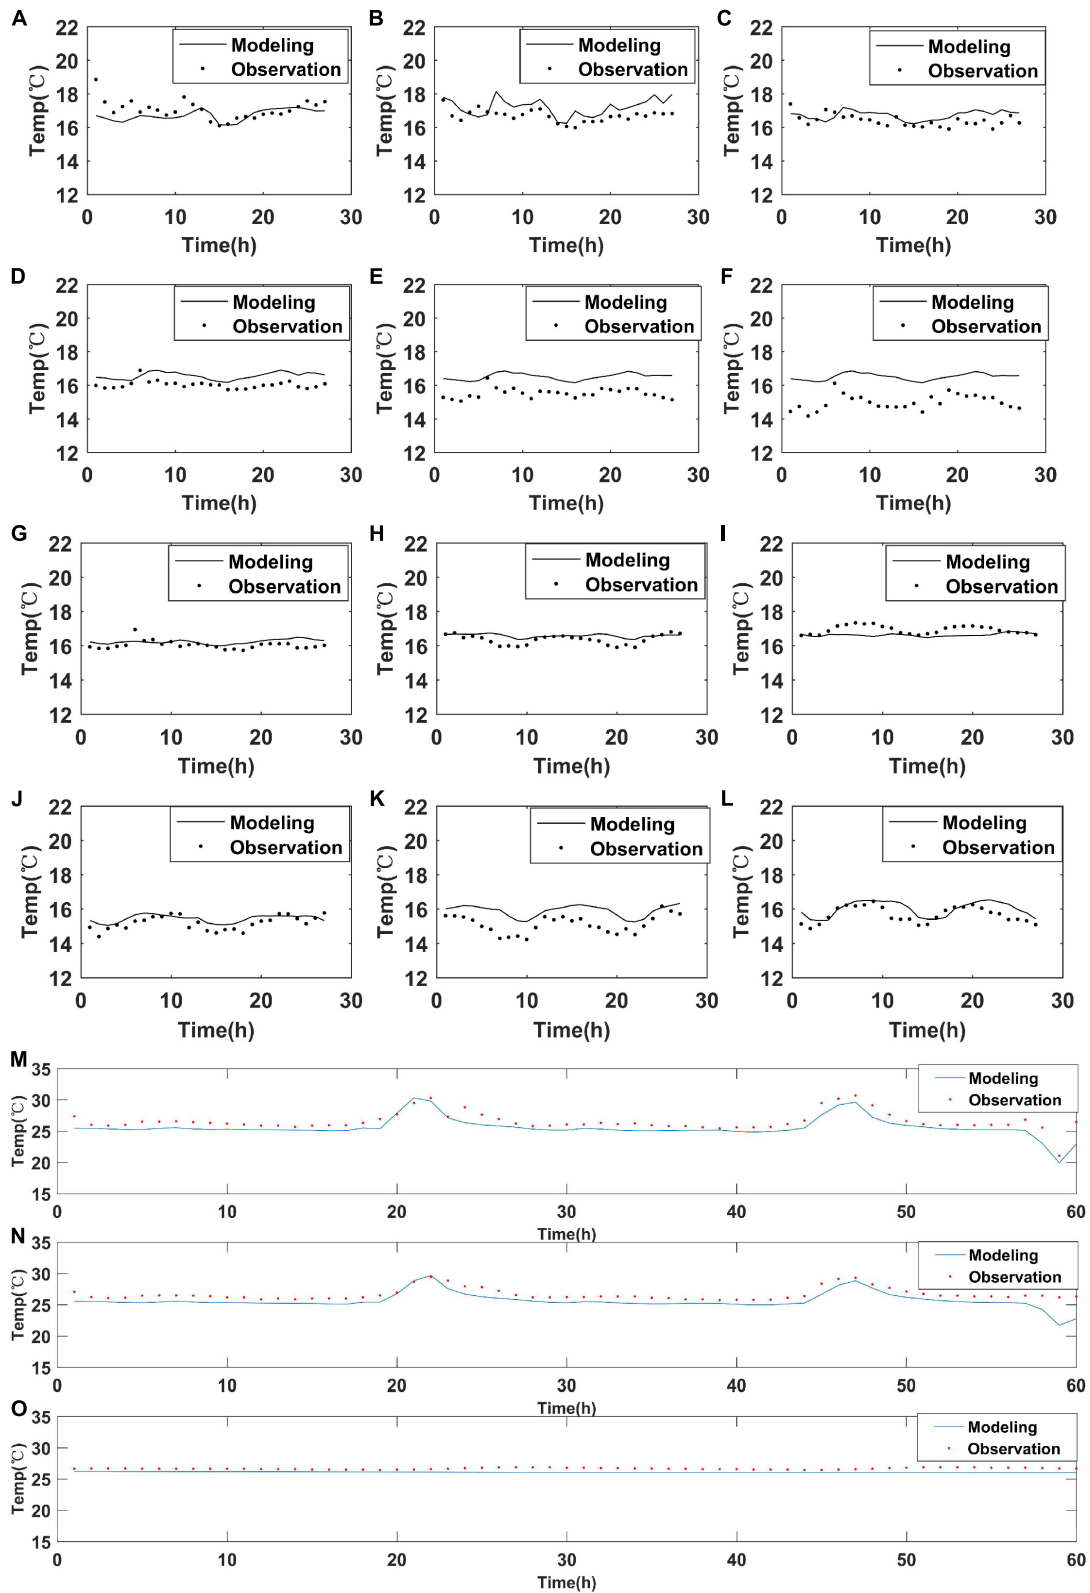 A
B
C
22
20
18
16
14
12
Temp(℃)
Modeling
Observation
0 10 20 30
Time(h)
22
20
18
16
14
12
Temp(℃)
Modeling
Observation
0 10 20 30
Time(h)
22
20
18
16
14
12
Temp(℃)
Modeling
Observation
0 10 20 30
Time(h)
D
E
F
22
20
18
16
14
12
Temp(℃)
Modeling
Observation
0 10 20 30
Time(h)
22
20
18
16
14
12
Temp(℃)
Modeling
Observation
0 10 20 30
Time(h)
22
20
18
16
14
12
Temp(℃)
Modeling
Observation
0 10 20 30
Time(h)
G
H
I
22
20
18
16
14
12
Temp(℃)
Modeling
Observation
0 10 20 30
Time(h)
22
20
18
16
14
12
Temp(℃)
Modeling
Observation
0 10 20 30
Time(h)
22
20
18
16
14
12
Temp(℃)
Modeling
Observation
0 10 20 30
Time(h)
J
K
L
22
20
18
16
14
12
Temp(℃)
Modeling
Observation
0 10 20 30
Time(h)
22
20
18
16
14
12
Temp(℃)
Modeling
Observation
0 10 20 30
Time(h)
22
20
18
16
14
12
Temp(℃)
Modeling
Observation
0 10 20 30
Time(h)
M
35
30
25
20
15
Temp(℃)
Modeling
Observation
0 10 20 30 40 50 60
Time(h)
N
35
30
25
20
15
Temp(℃)
Modeling
Observation
0 10 20 30 40 50 60
Time(h)
O
35
30
25
20
15
Temp(℃)
Modeling
Observation
0 10 20 30 40 50 60
Time(h)